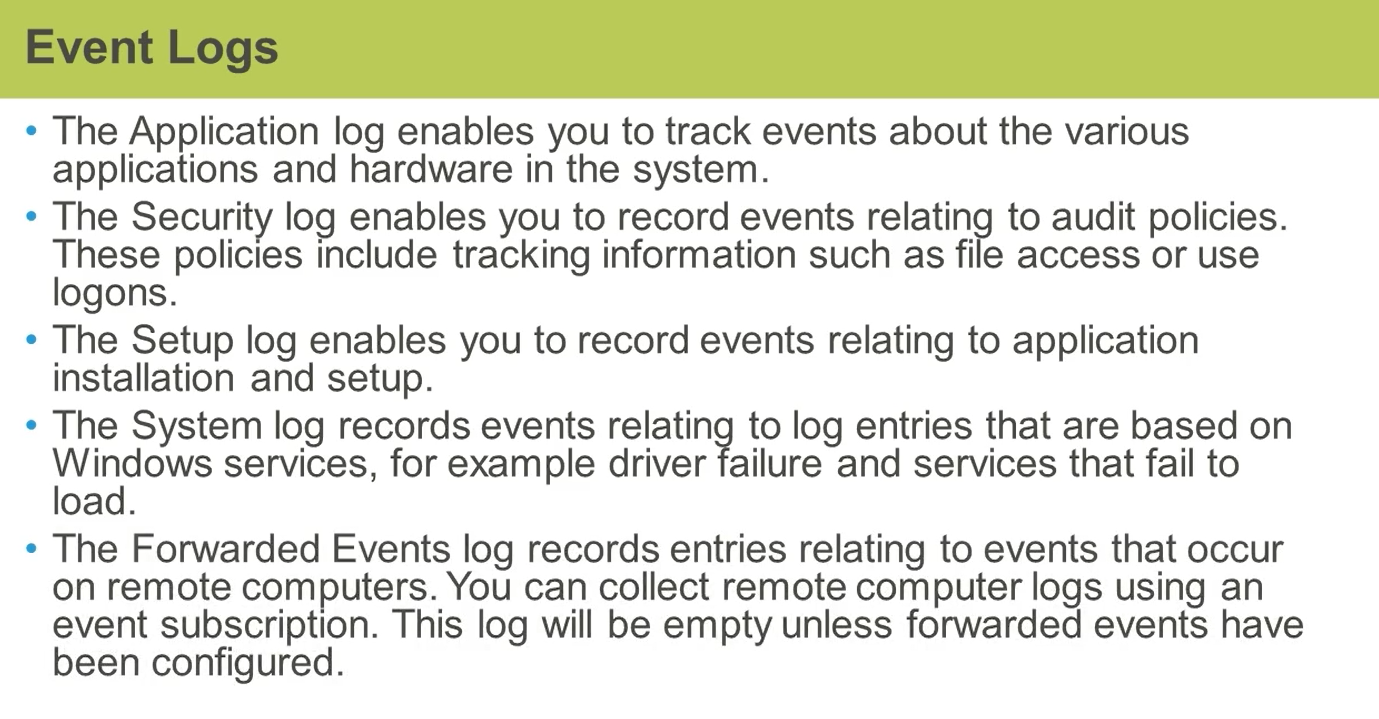 Event Logs
• The Application log enables you to track events about the various
applications and hardware in the system.
• The Security log enables you to record events relating to audit policies.
These policies include tracking information such as file access or use
logons.
• The Setup log enables you to record events relating to application
installation and setup.
• The System log records events relating to log entries that are based on
Windows services, for example driver failure and services that fail to
load.
• The Forwarded Events log records entries relating to events that occur
on remote computers. You can collect remote computer logs using an
event subscription. This log will be empty unless forwarded events have
been configured.